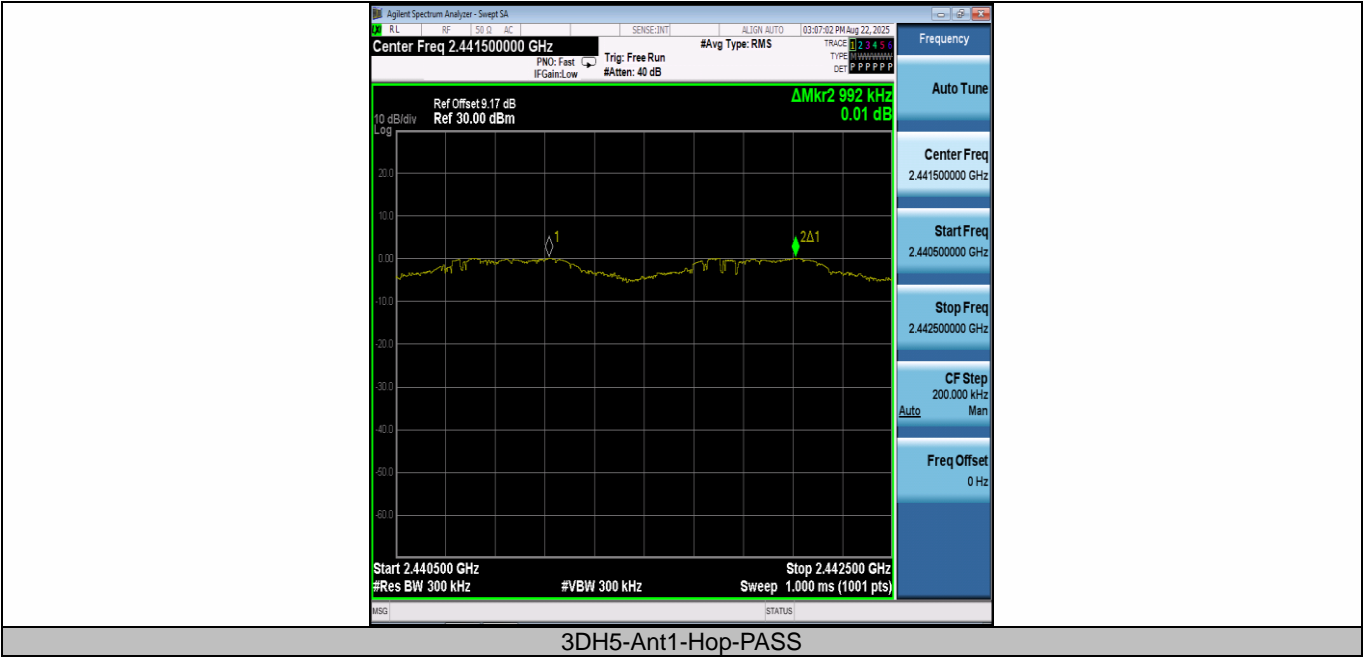 Agilent Spectrum Analyzer - Swept SA
RL RF 50 Ω AC SENSE:INT ALIGN AUTO 03:07:02 PM Aug 22, 2025
Center Freq 2.441500000 GHz
PNO: Fast
IFGain:Low
Trig: Free Run
#Atten: 40 dB
#Avg Type: RMS
TRACE 1 2 3 4 5 6
TYPE M W W W W W
DET P P P P P P
ΔMkr2 992 kHz
0.01 dB
Ref Offset 9.17 dB
10 dB/div Ref 30.00 dBm
Log
20.0
10.0
0.00
-10.0
-20.0
-30.0
-40.0
-50.0
-60.0
1
2Δ1
Start 2.440500 GHz Stop 2.442500 GHz
#Res BW 300 kHz #VBW 300 kHz Sweep 1.000 ms (1001 pts)
MSG STATUS
Frequency
Auto Tune
Center Freq
2.441500000 GHz
Start Freq
2.440500000 GHz
Stop Freq
2.442500000 GHz
CF Step
200.000 kHz
Auto Man
Freq Offset
0 Hz
3DH5-Ant1-Hop-PASS